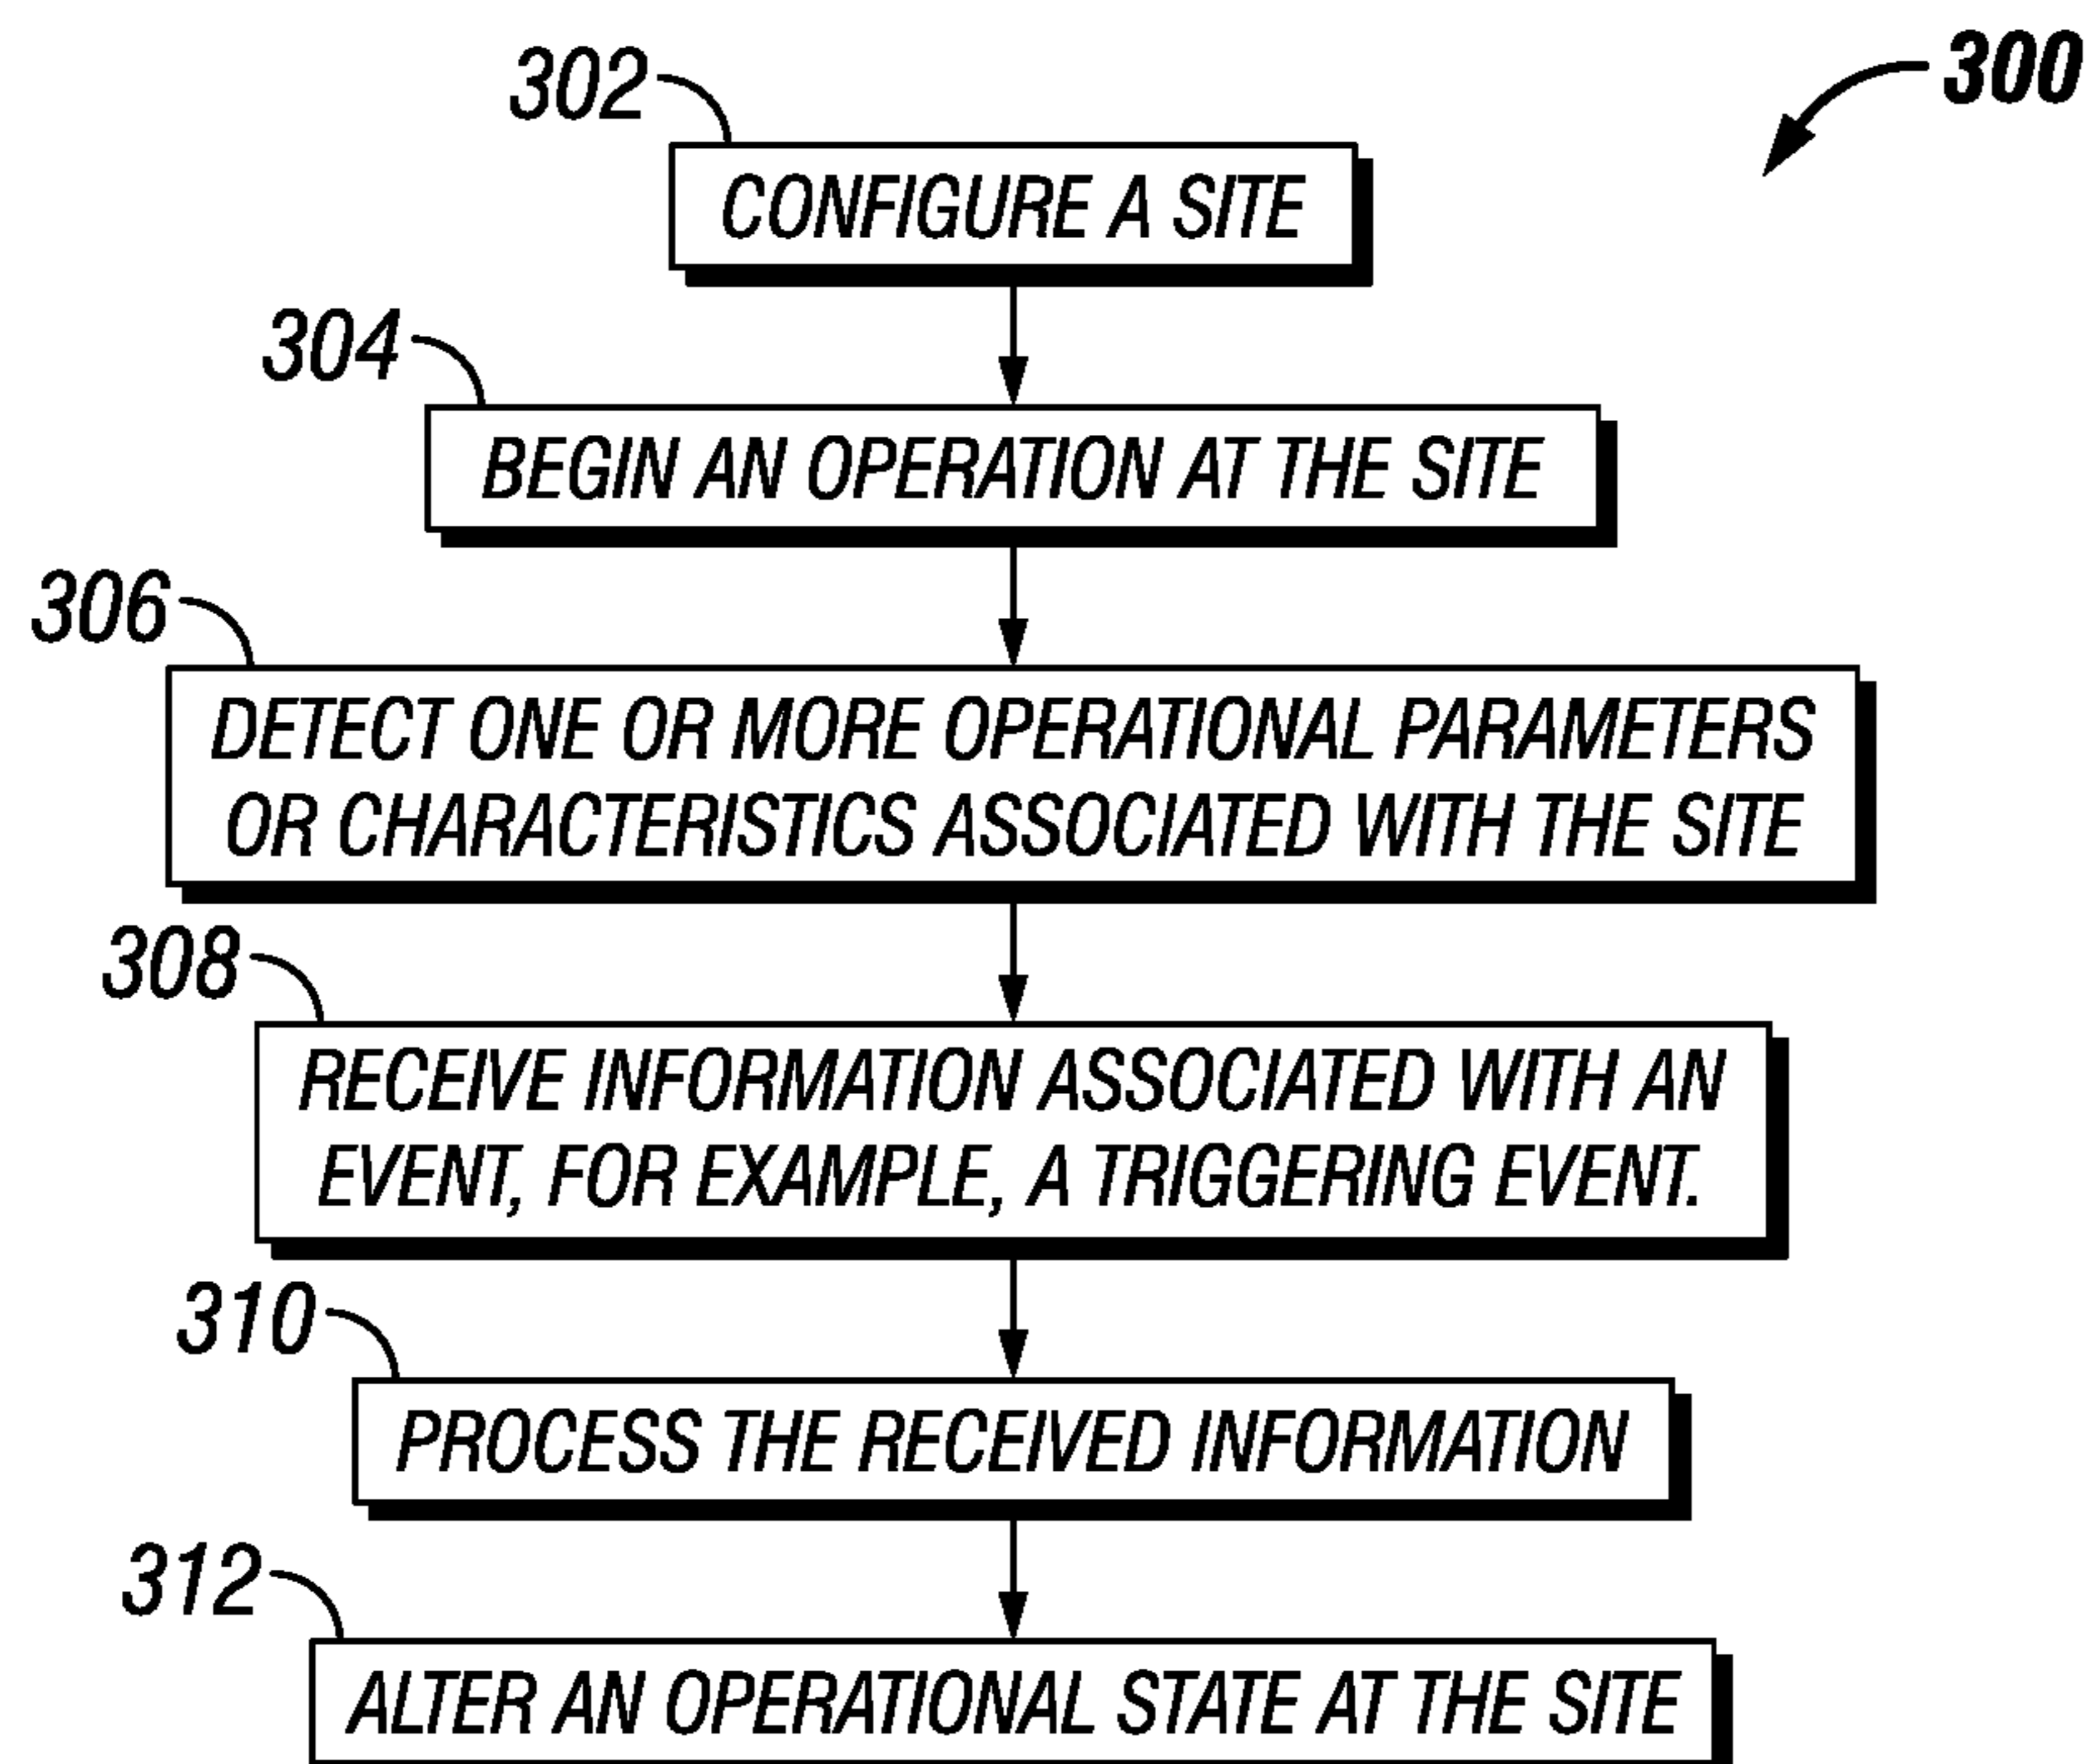 300
302
CONFIGURE A SITE
304
BEGIN AN OPERATION AT THE SITE
306
DETECT ONE OR MORE OPERATIONAL PARAMETERS
OR CHARACTERISTICS ASSOCIATED WITH THE SITE
308
RECEIVE INFORMATION ASSOCIATED WITH AN
EVENT, FOR EXAMPLE, A TRIGGERING EVENT.
310
PROCESS THE RECEIVED INFORMATION
312
ALTER AN OPERATIONAL STATE AT THE SITE